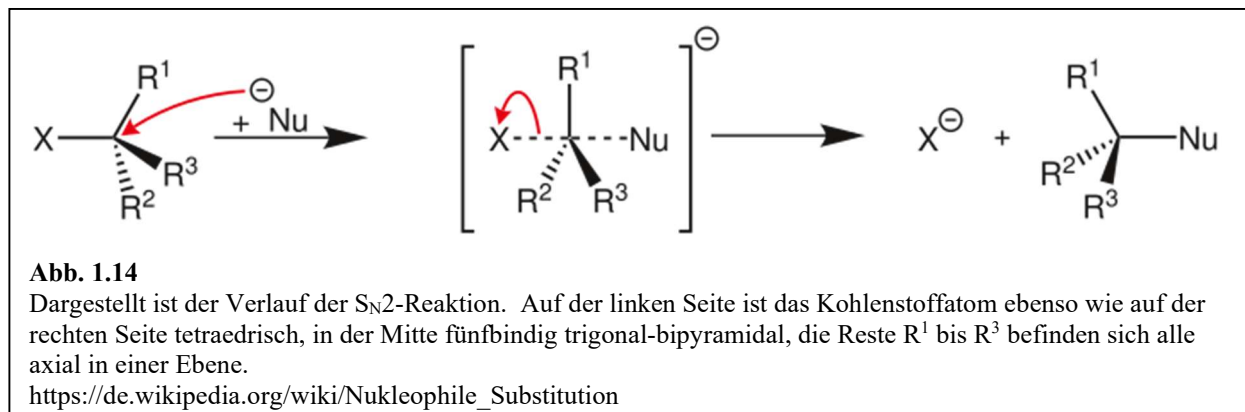 R¹ ⊖ R¹ ⊖ R¹
X + Nu X Nu X⊖ + Nu
R³ R² R³ R² R³
R²
Abb. 1.14
Dargestellt ist der Verlauf der S_N2-Reaktion. Auf der linken Seite ist das Kohlenstoffatom ebenso wie auf der
rechten Seite tetraedrisch, in der Mitte fünfbindig trigonal-bipyramidal, die Reste R¹ bis R³ befinden sich alle
axial in einer Ebene.
https://de.wikipedia.org/wiki/Nukleophile_Substitution